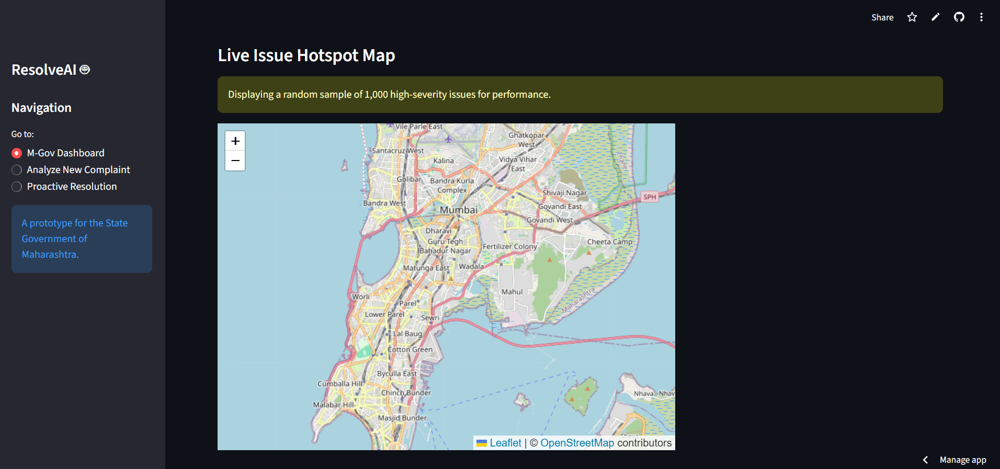 Share
ResolveAI
Navigation
Go to:
M-Gov Dashboard
Analyze New Complaint
Proactive Resolution
A prototype for the State
Government of
Maharashtra.
Live Issue Hotspot Map
Displaying a random sample of 1,000 high-severity issues for performance.
+
−
Vile Parle East
Ghatkopar
West
Santacruz West
Kalina
Vidya Vihar
East
Thane
Golibar
Bandra Kurla
Complex
Shivaji Nagar
SPH
Bandra West
Mumbai
Govandi East
Govandi West
Dharavi
Guru Tegh
Bahadur Nagar
Fertilizer Colony
Cheeta Camp
Matunga East
Wadala
Mahul
Maharashtra
Worli
Parel
Lower Parel
Sewri
Lal Baug
Cotton Green
Byculla East
Cumballa Hill
Chinch Bunder
Nhava - Nhav
Malabar Hill
Masjid Bunder
Leaflet | © OpenStreetMap contributors
Manage app